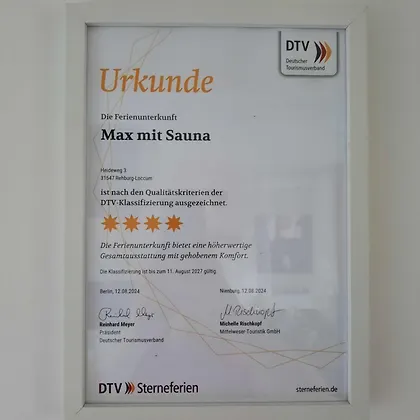 DTV
Deutscher
Tourismusverband
Urkunde
Die Ferienunterkunft
Max mit Sauna
Heideweg 3
31547 Rehburg-Loccum
ist nach den Qualitätskriterien der
DTV-Klassifizierung ausgezeichnet.
Die Ferienunterkunft bietet eine höherwertige
Gesamtausstattung mit gehobenem Komfort.
Die Klassifizierung ist bis zum 11. August 2027 gültig.
Berlin, 12.08.2024
Nienburg, 12.08.2024
Reinhard Meyer
Präsident
Deutscher Tourismusverband
Michelle Rischkopf
Mittelweser-Touristik GmbH
DTV Sterneferien
sterneferien.de